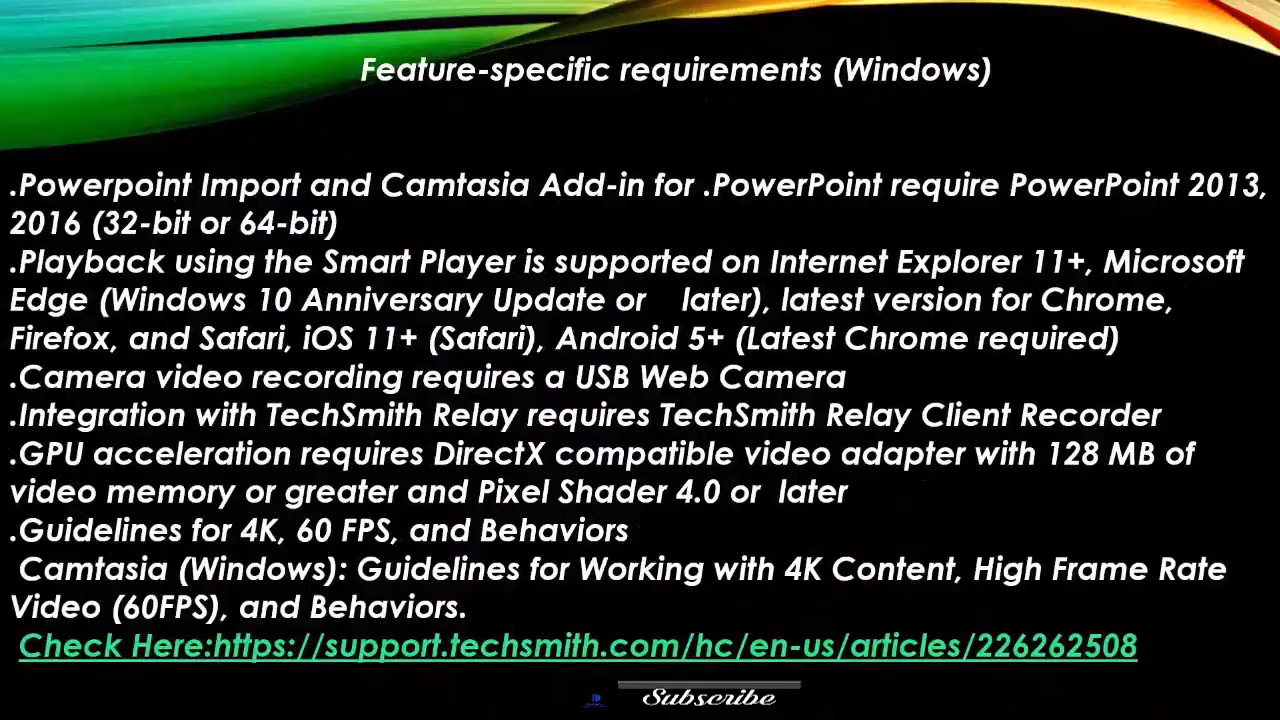 Feature-specific requirements (Windows)
.Powerpoint Import and Camtasia Add-in for .PowerPoint require PowerPoint 2013,
2016 (32-bit or 64-bit)
.Playback using the Smart Player is supported on Internet Explorer 11+, Microsoft
Edge (Windows 10 Anniversary Update or later), latest version for Chrome,
Firefox, and Safari, iOS 11+ (Safari), Android 5+ (Latest Chrome required)
.Camera video recording requires a USB Web Camera
.Integration with TechSmith Relay requires TechSmith Relay Client Recorder
.GPU acceleration requires DirectX compatible video adapter with 128 MB of
video memory or greater and Pixel Shader 4.0 or later
.Guidelines for 4K, 60 FPS, and Behaviors
Camtasia (Windows): Guidelines for Working with 4K Content, High Frame Rate
Video (60FPS), and Behaviors.
Check Here:https://support.techsmith.com/hc/en-us/articles/226262508
Subscribe